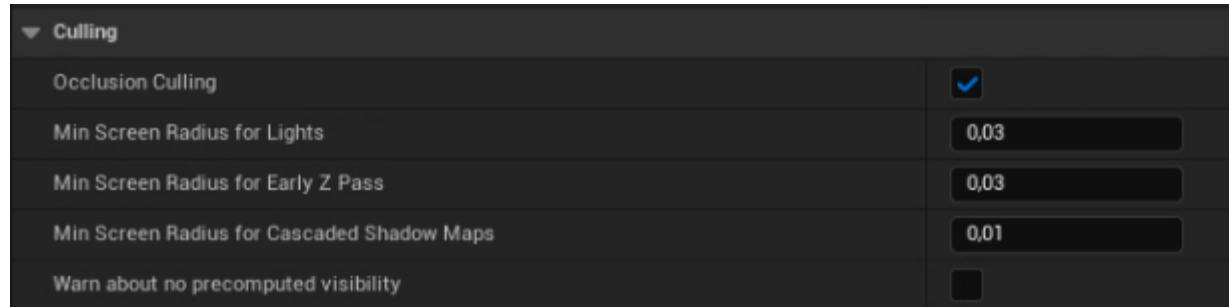 Culling
Occlusion Culling
Min Screen Radius for Lights 0,03
Min Screen Radius for Early Z Pass 0,03
Min Screen Radius for Cascaded Shadow Maps 0,01
Warn about no precomputed visibility